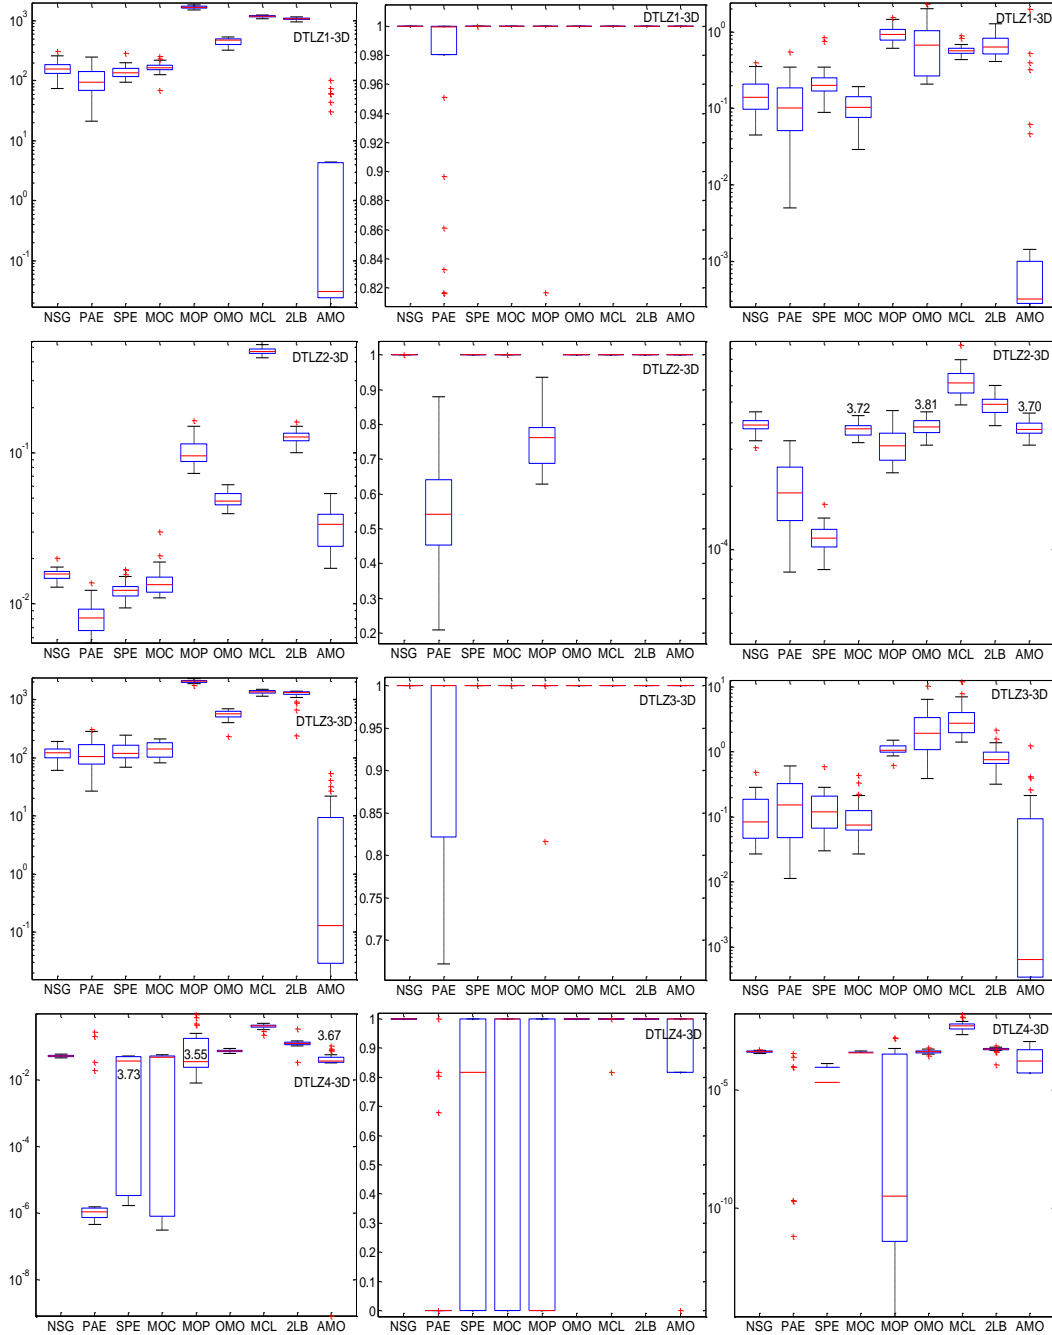 10^3
10^2
10^1
10^0
10^-1
DTLZ1-3D
NSG PAE SPE MOC MOP OMO MCL 2LB AMO
1
0.98
0.96
0.94
0.92
0.9
0.88
0.86
0.84
0.82
DTLZ1-3D
NSG PAE SPE MOC MOP OMO MCL 2LB AMO
10^0
10^-1
10^-2
10^-3
DTLZ1-3D
NSG PAE SPE MOC MOP OMO MCL 2LB AMO
10^-1
10^-2
DTLZ2-3D
NSG PAE SPE MOC MOP OMO MCL 2LB AMO
1
0.9
0.8
0.7
0.6
0.5
0.4
0.3
0.2
DTLZ2-3D
NSG PAE SPE MOC MOP OMO MCL 2LB AMO
10^-4
DTLZ2-3D
3.72
3.81
3.70
NSG PAE SPE MOC MOP OMO MCL 2LB AMO
10^3
10^2
10^1
10^0
10^-1
DTLZ3-3D
NSG PAE SPE MOC MOP OMO MCL 2LB AMO
1
0.95
0.9
0.85
0.8
0.75
0.7
DTLZ3-3D
NSG PAE SPE MOC MOP OMO MCL 2LB AMO
10^1
10^0
10^-1
10^-2
10^-3
DTLZ3-3D
NSG PAE SPE MOC MOP OMO MCL 2LB AMO
10^-2
10^-4
10^-6
10^-8
3.73
3.55
3.67
DTLZ4-3D
NSG PAE SPE MOC MOP OMO MCL 2LB AMO
1
0.9
0.8
0.7
0.6
0.5
0.4
0.3
0.2
0.1
0
DTLZ4-3D
NSG PAE SPE MOC MOP OMO MCL 2LB AMO
10^-5
10^-10
DTLZ4-3D
NSG PAE SPE MOC MOP OMO MCL 2LB AMO